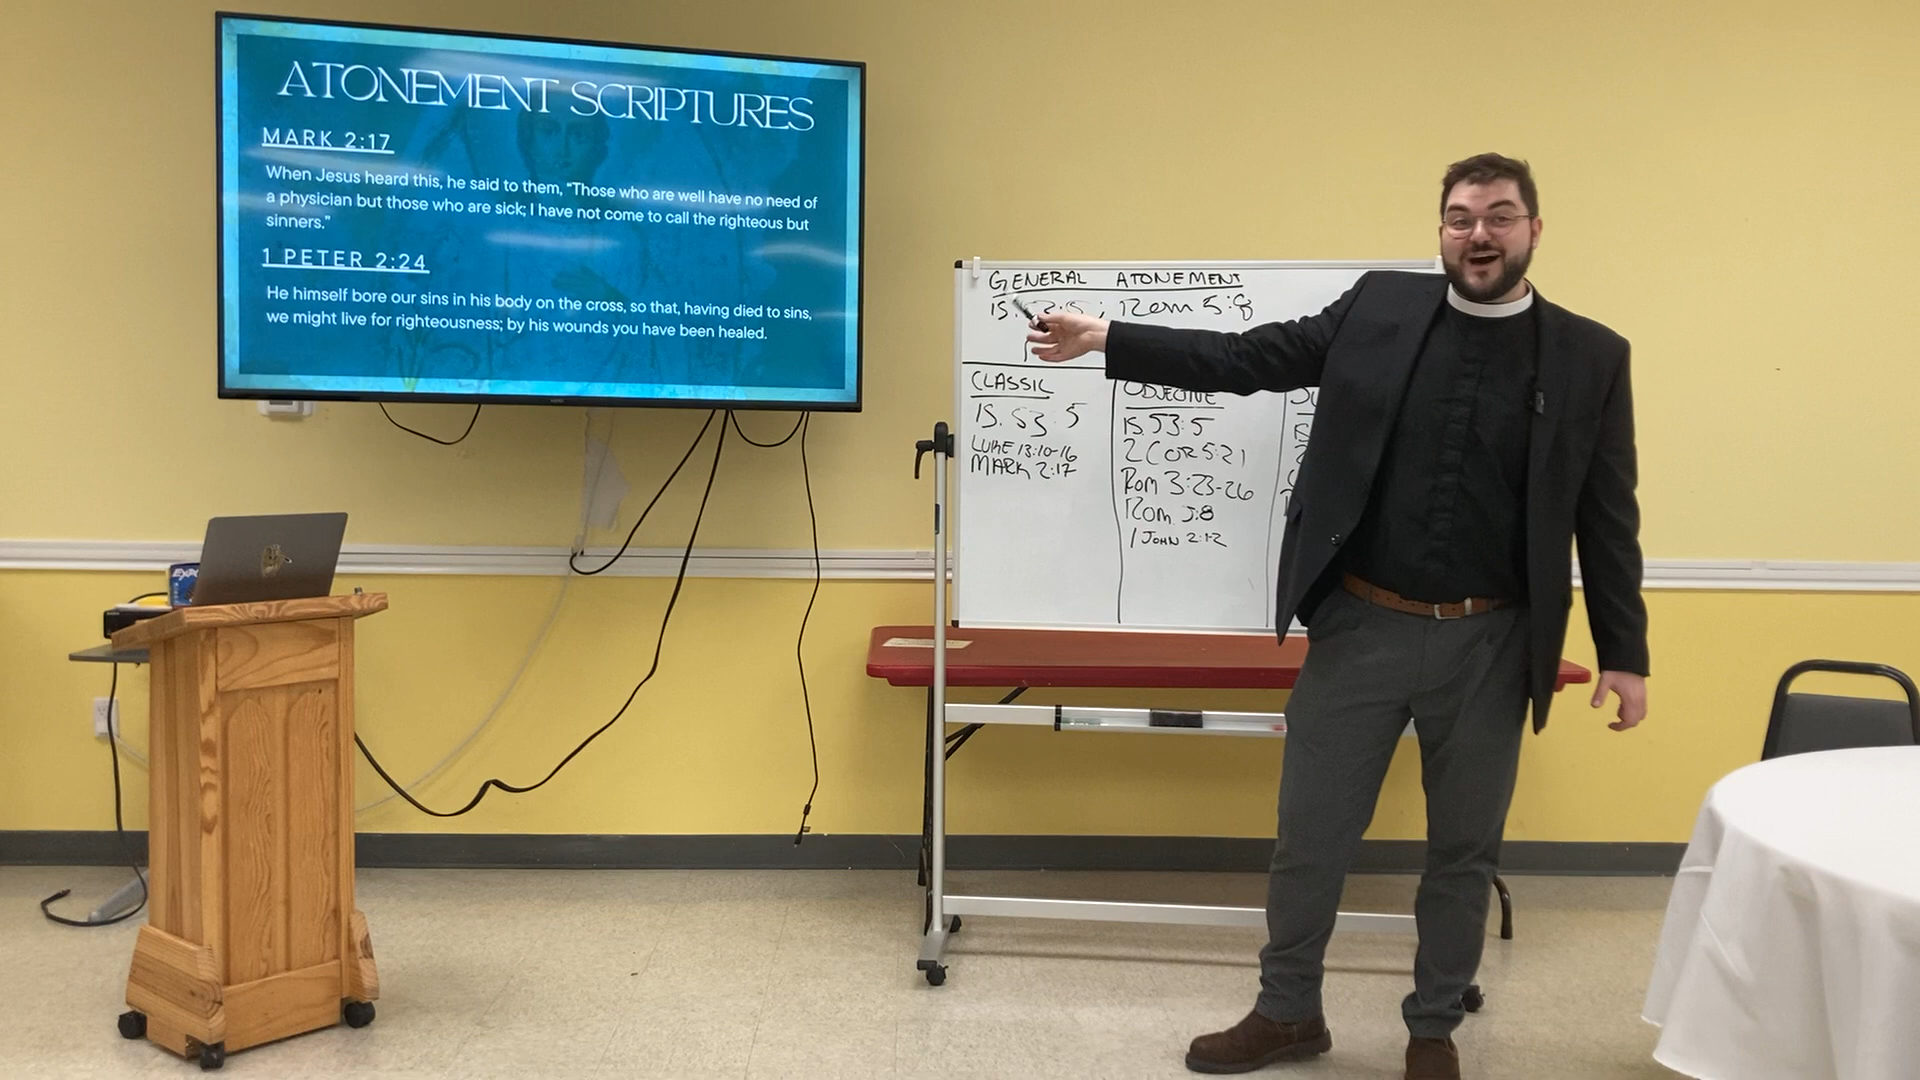 ATONEMENT SCRIPTURES
MARK 2:17
When Jesus heard this, he said to them, “Those who are well have no need of
a physician but those who are sick; I have not come to call the righteous but
sinners.”
1 PETER 2:24
He himself bore our sins in his body on the cross, so that, having died to sins,
we might live for righteousness; by his wounds you have been healed.
GENERAL ATONEMENT
IS. 53:5; Rom 5:8
CLASSIC
IS. 53:5
LUKE 13:10-16
MARK 2:17
OBJECTIVE
IS. 53:5
2 COR 5:21
Rom 3:23-26
Rom 5:8
1 JOHN 2:1-2
EXPO